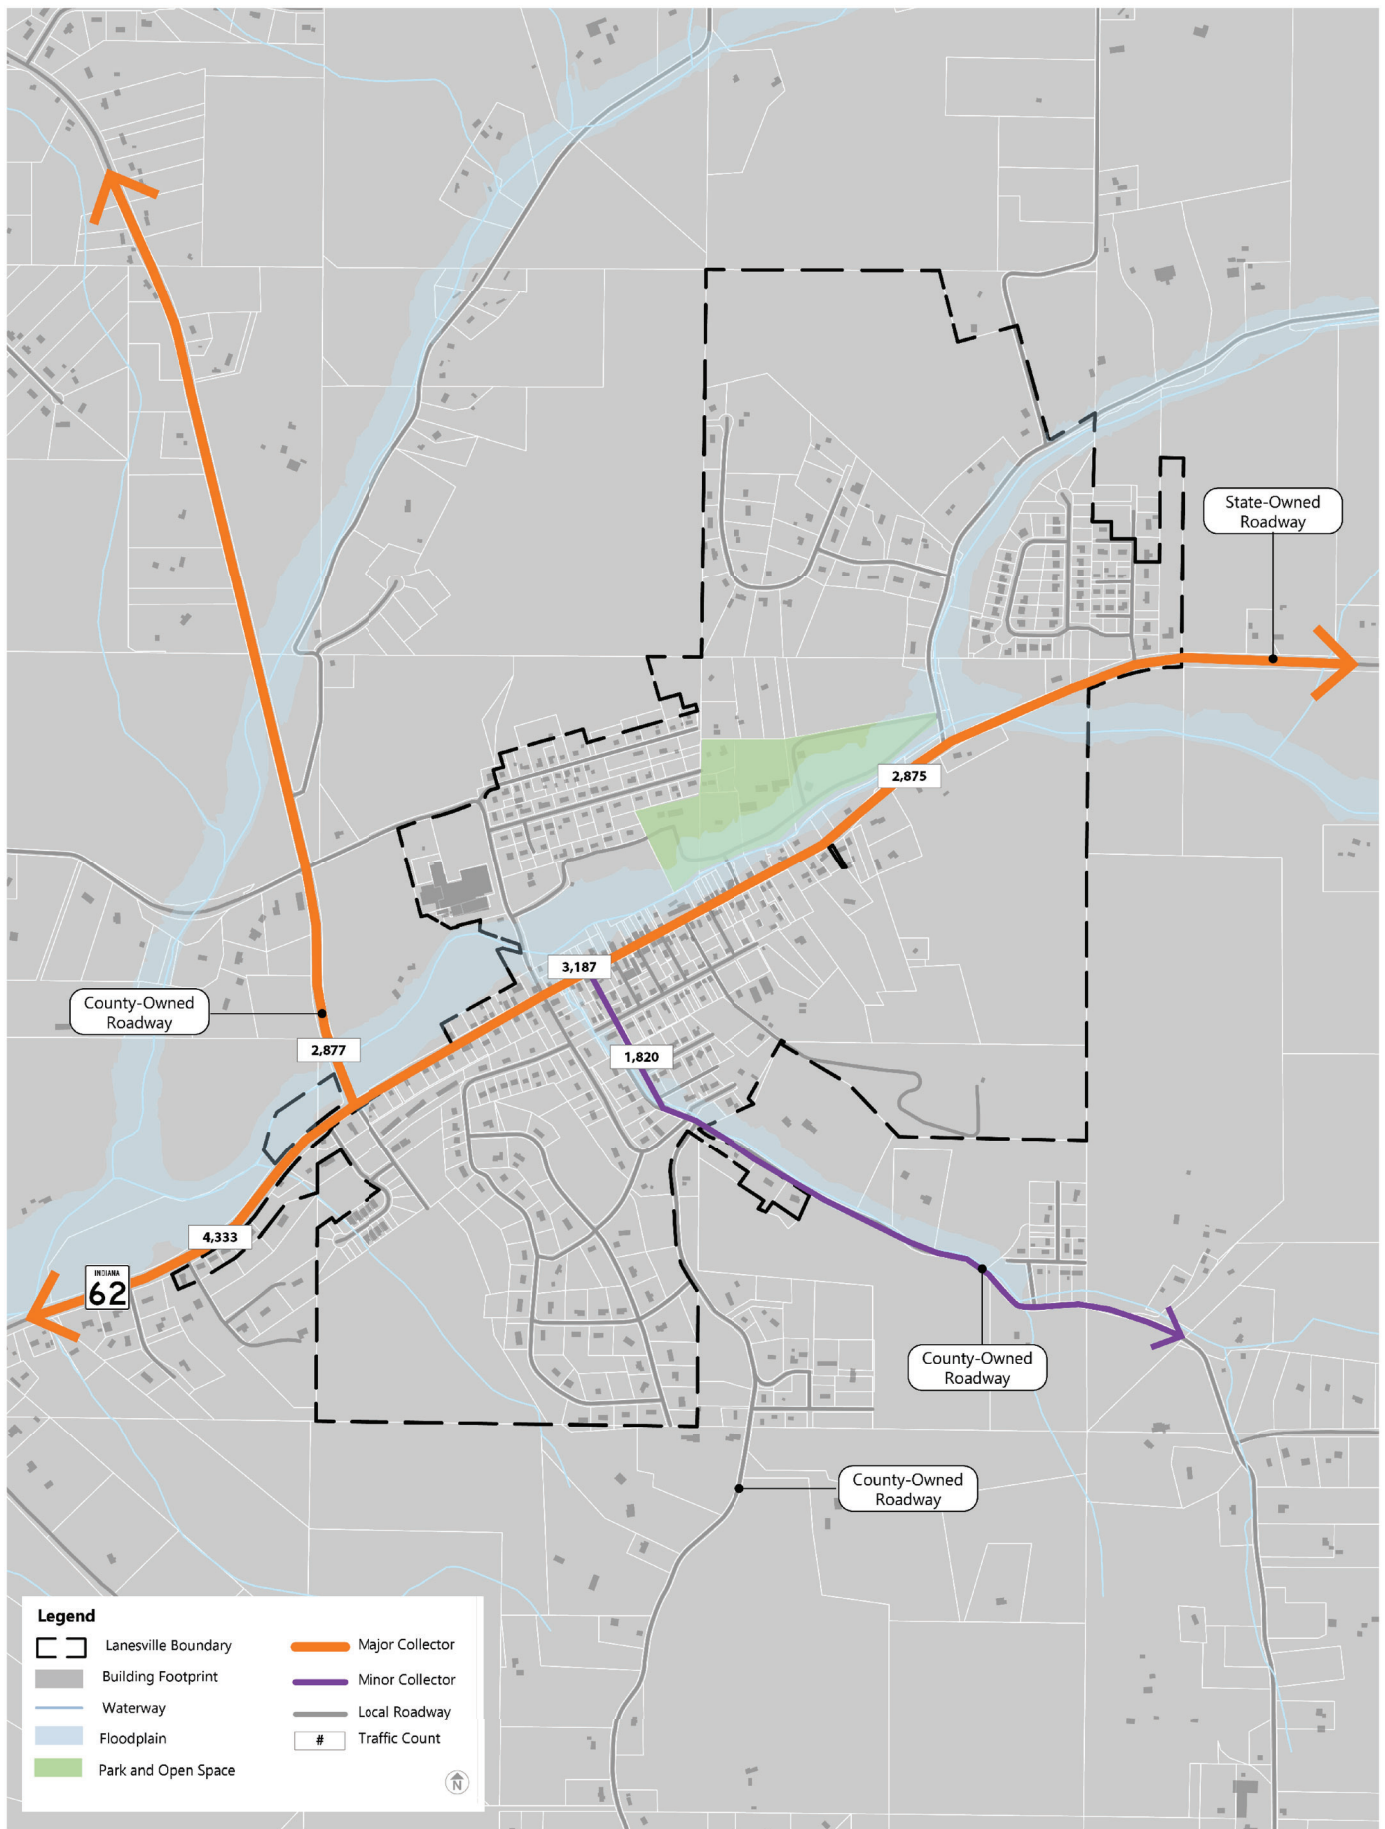 State-Owned
Roadway
2,875
3,187
County-Owned
Roadway
2,877
1,820
4,333
INDIANA
62
County-Owned
Roadway
County-Owned
Roadway
Legend
Lanesville Boundary
Building Footprint
Waterway
Floodplain
Park and Open Space
Major Collector
Minor Collector
Local Roadway
# Traffic Count
N